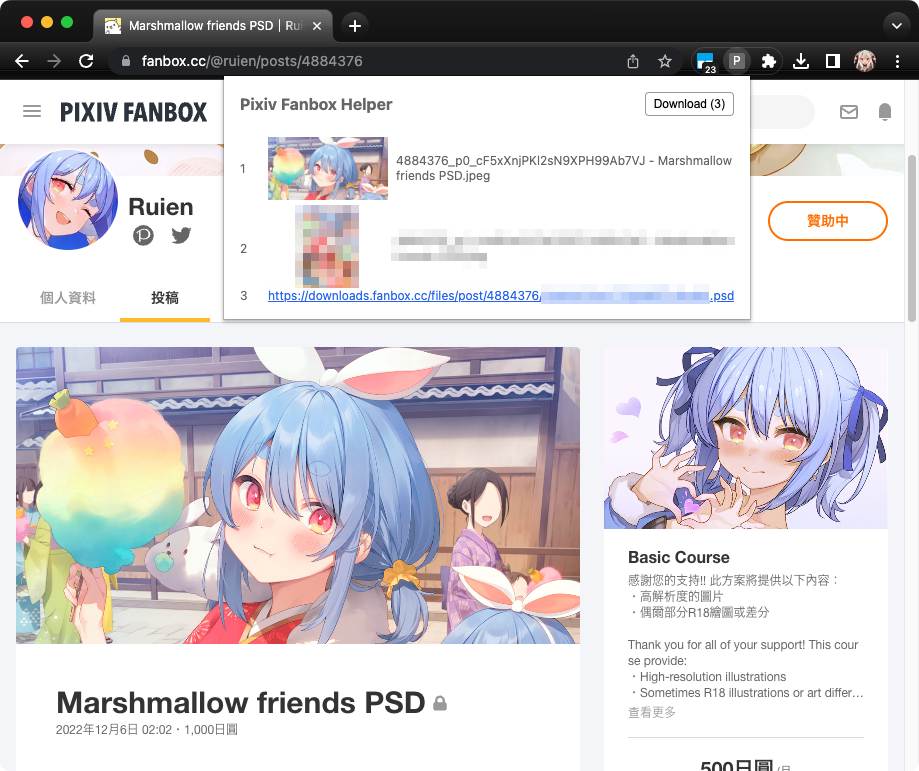 Marshmallow friends PSD | Ru
fanbox.cc/@ruien/posts/4884376
23
P
PIXIV FANBOX
Pixiv Fanbox Helper
Download (3)
1
4884376_p0_cF5xXnjPKl2sN9XPH99Ab7VJ - Marshmallow
friends PSD.jpeg
2
3
https://downloads.fanbox.cc/files/post/4884376/
.psd
Ruien
贊助中
個人資料
投稿
Marshmallow friends PSD
2022年12月6日 02:02・1,000日圓
Basic Course
感謝您的支持!! 此方案將提供以下內容：
・高解析度的圖片
・偶爾部分R18繪圖或差分
Thank you for all of your support! This cour
se provide:
・High-resolution illustrations
・Sometimes R18 illustrations or art differ…
查看更多
500日圓 /月